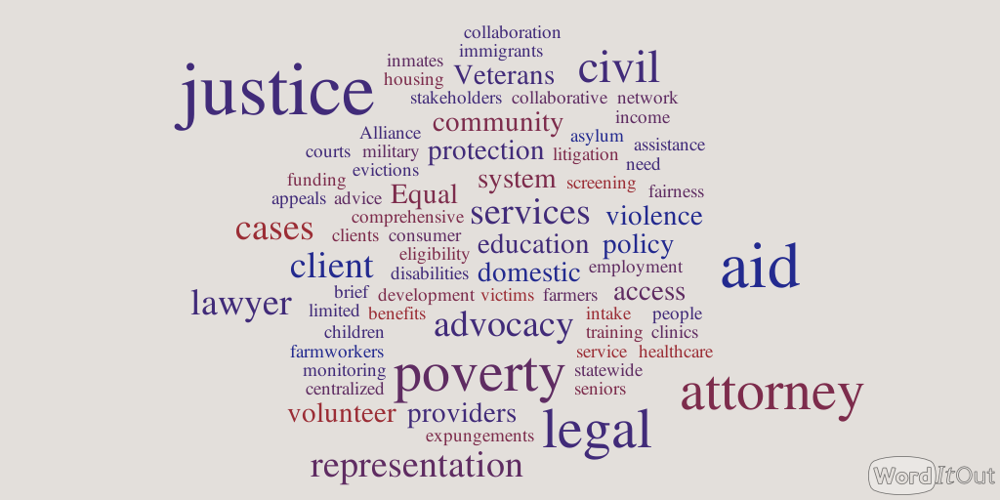 collaboration
immigrants
inmates
justice
housing
Veterans
civil
stakeholders collaborative network
income
community
Alliance
asylum
courts military protection litigation assistance
evictions
need
funding
system
screening
appeals advice Equal
fairness
comprehensive services violence
cases clients consumer
education policy
eligibility
client disabilities domestic employment
aid
lawyer
brief development victims farmers access
limited benefits advocacy intake people
children
training clinics
farmworkers
service healthcare
monitoring poverty statewide
centralized
seniors
attorney
volunteer providers
expungements legal
representation
WordItOut